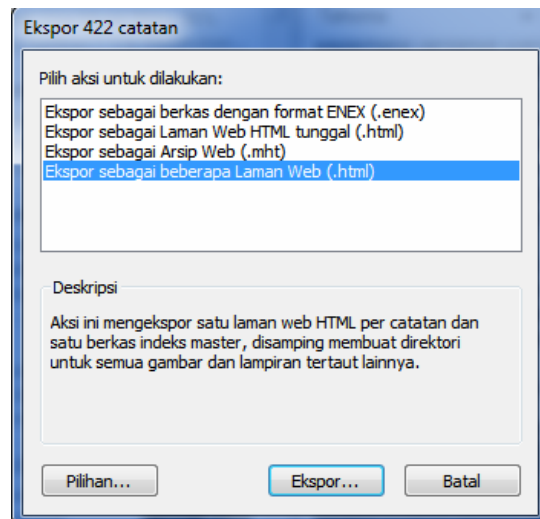 Ekspor 422 catatan
Pilih aksi untuk dilakukan:
Ekspor sebagai berkas dengan format ENEX (.enex)
Ekspor sebagai Laman Web HTML tunggal (.html)
Ekspor sebagai Arsip Web (.mht)
Ekspor sebagai beberapa Laman Web (.html)
Deskripsi
Aksi ini mengekspor satu laman web HTML per catatan dan
satu berkas indeks master, disamping membuat direktori
untuk semua gambar dan lampiran tertaut lainnya.
Pilihan...
Ekspor...
Batal